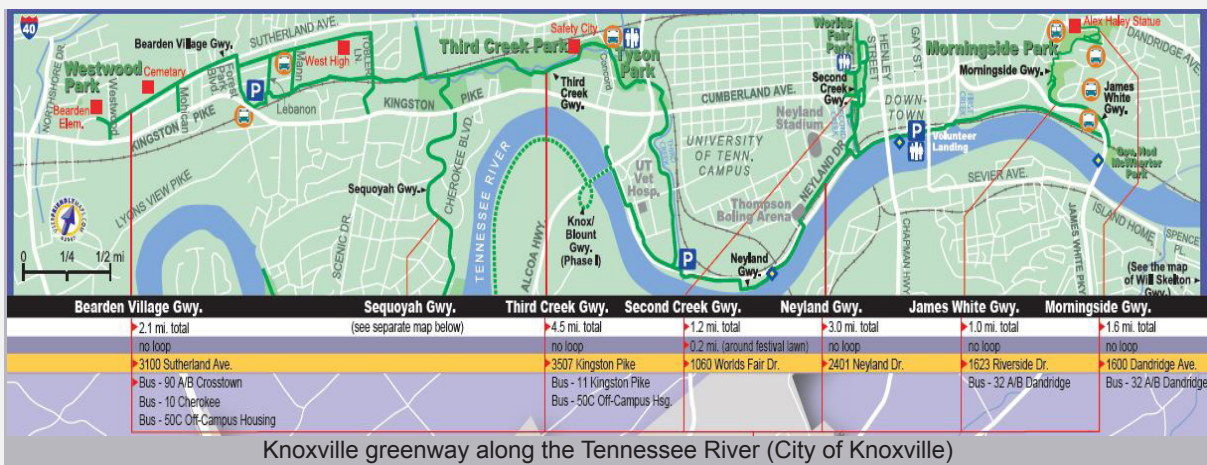 40
NORTHSHORE DR.
Westwood
Park
Bearden
Elem.
Westwood
Cemetary
Bearden Village Gwy.
SUTHERLAND AVE.
Forest
Park
Blvd
Mohican
Mann
West High
TOBLER
LN.
P
Lebanon
KINGSTON PIKE
KINGSTON PIKE
LYONS VIEW PIKE
SCENIC DR.
Sequoyah Gwy.
CHEROKEE BLVD.
Third Creek Park
Safety City
Third
Creek
Gwy.
Concord
Tyson
Park
TENNESSEE RIVER
Knox/
Blount
Gwy.
(Phase I)
ALCOA HWY.
UT
Vet
Hosp.
P
Neyland
Gwy.
CUMBERLAND AVE.
UNIVERSITY
OF TENN.
CAMPUS
Neyland
Stadium
Thompson
Boling Arena
NEYLAND DR.
Worlds
Fair
Park
Second
Creek
Gwy.
HENLEY
STREET
GAY ST.
DOWN-
TOWN
P
Volunteer
Landing
CHAPMAN HWY.
SEVIER AVE.
JAMES WHITE PKY.
ISLAND HOME
Morningside Park
Morningside Gwy.
Alex Haley Statue
DANDRIDGE AVE.
James
White
Gwy.
Gov. Ned
McWherter
Park
SPENCE
PL.
(See the map
of Will Skelton
Gwy.)
0 1/4 1/2 mi
Bearden Village Gwy. Sequoyah Gwy. Third Creek Gwy. Second Creek Gwy. Neyland Gwy. James White Gwy. Morningside Gwy.
2.1 mi. total (see separate map below) 4.5 mi. total 1.2 mi. total 3.0 mi. total 1.0 mi. total 1.6 mi. total
no loop no loop 0.2 mi. (around festival lawn) no loop no loop no loop
3100 Sutherland Ave. 3507 Kingston Pike 1060 Worlds Fair Dr. 2401 Neyland Dr. 1623 Riverside Dr. 1600 Dandridge Ave.
Bus - 90 A/B Crosstown Bus - 11 Kingston Pike Bus - 32 A/B Dandridge Bus - 32 A/B Dandridge
Bus - 10 Cherokee Bus - 50C Off-Campus Hsg.
Bus - 50C Off-Campus Housing
Knoxville greenway along the Tennessee River (City of Knoxville)